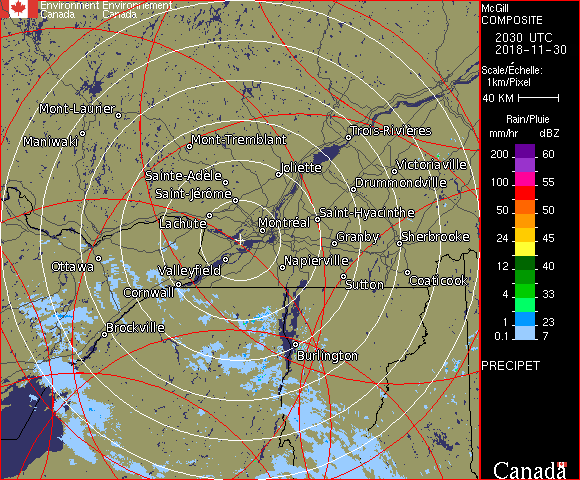 Environment Environnement
Canada Canada
McGill
COMPOSITE
2030 UTC
2018-11-30
Scale/Échelle:
1km/Pixel
40 KM
Rain/Pluie
mm/hr dBZ
200 60
155
100 55
50 50
24 45
12 40
4 33
1 23
0.1 7
PRECIPET
Canada
Mont-Laurier
Maniwaki
Mont-Tremblant
Trois-Rivières
Sainte-Adèle
Joliette
Victoriaville
Saint-Jérôme
Drummondville
Lachute
Montréal
Saint-Hyacinthe
Granby
Sherbrooke
Ottawa
Valleyfield
Napierville
Cornwall
Sutton
Coaticook
Brockville
Burlington